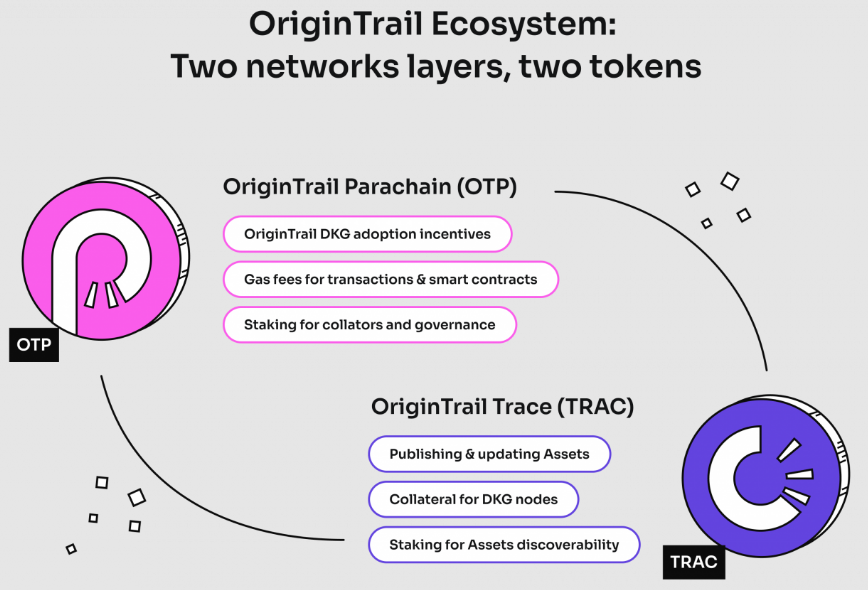 OriginTrail Ecosystem:
Two networks layers, two tokens
OriginTrail Parachain (OTP)
OriginTrail DKG adoption incentives
Gas fees for transactions & smart contracts
Staking for collators and governance
OTP
OriginTrail Trace (TRAC)
Publishing & updating Assets
Collateral for DKG nodes
Staking for Assets discoverability
TRAC